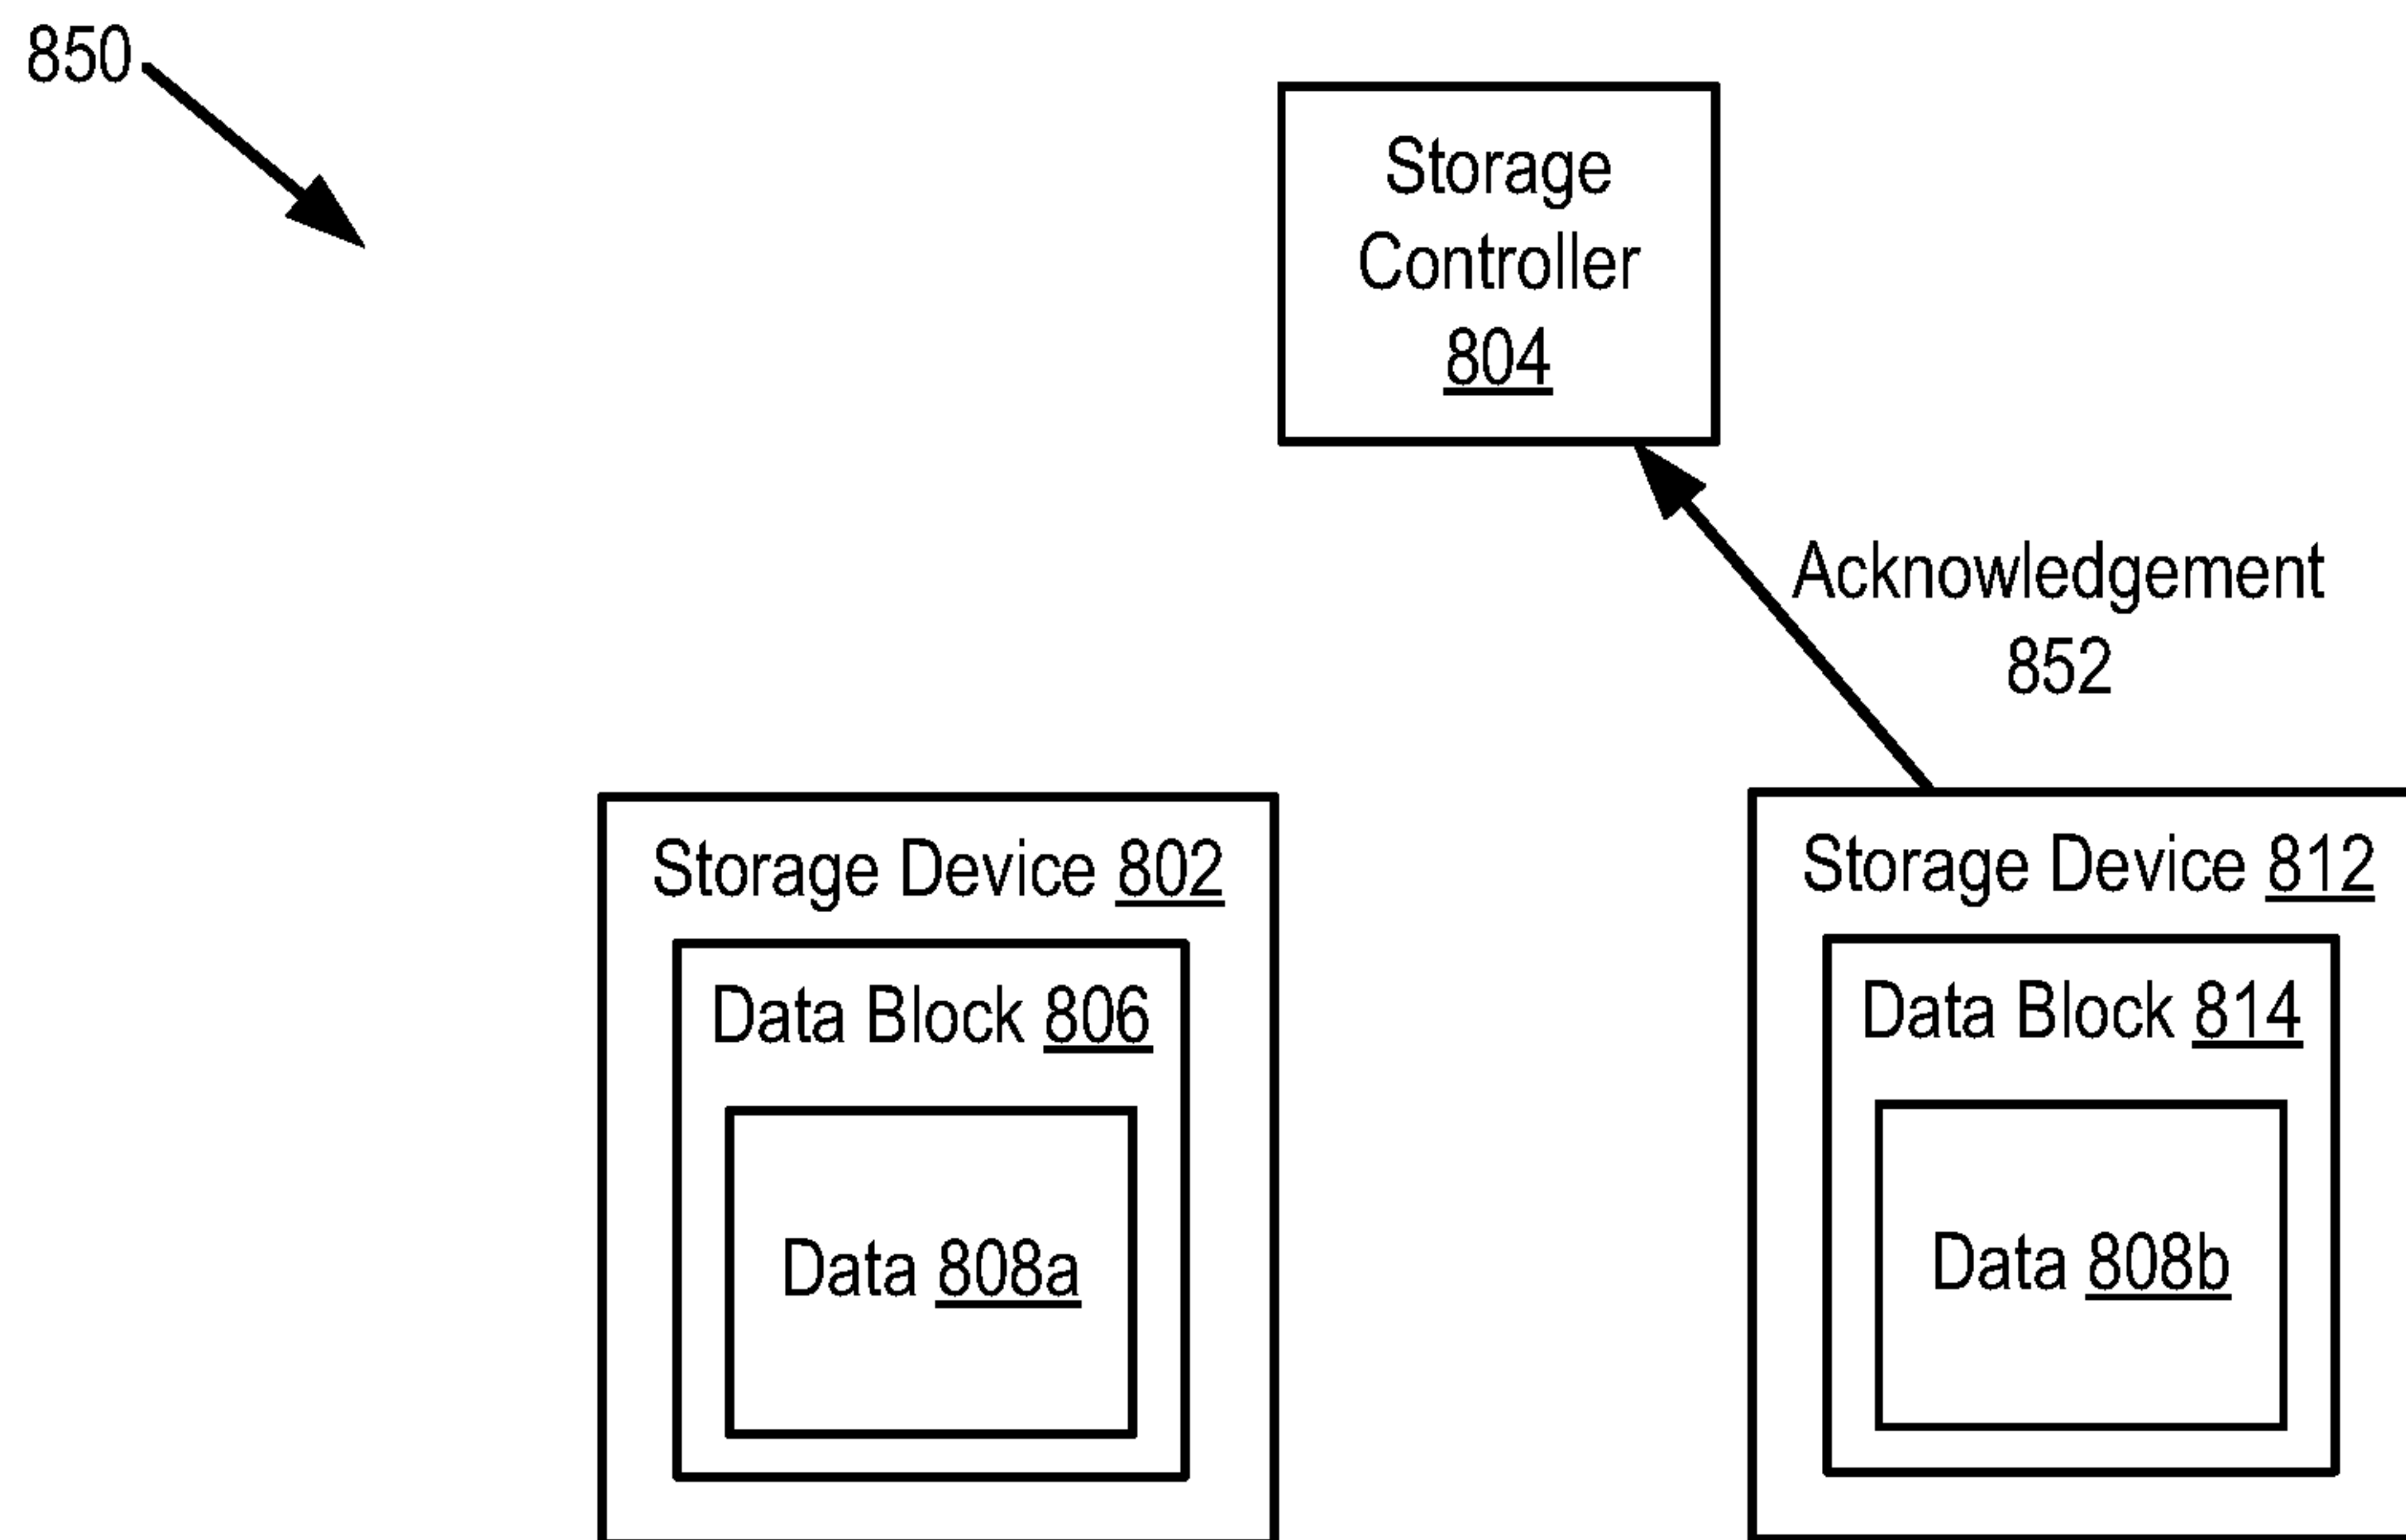 850
Storage
Controller
804
Acknowledgement
852
Storage Device 802
Data Block 806
Data 808a
Storage Device 812
Data Block 814
Data 808b